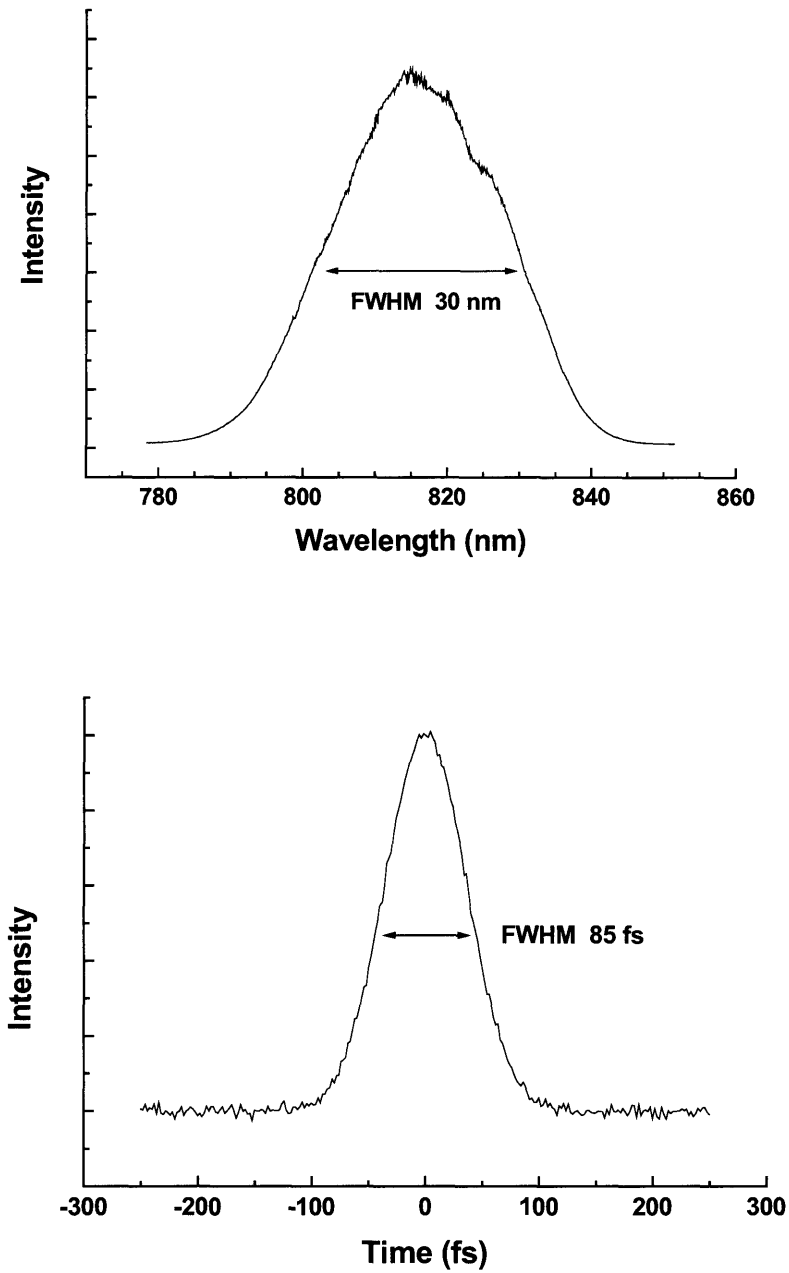 Intensity
FWHM 30 nm
780 800 820 840 860
Wavelength (nm)
Intensity
FWHM 85 fs
-300 -200 -100 0 100 200 300
Time (fs)